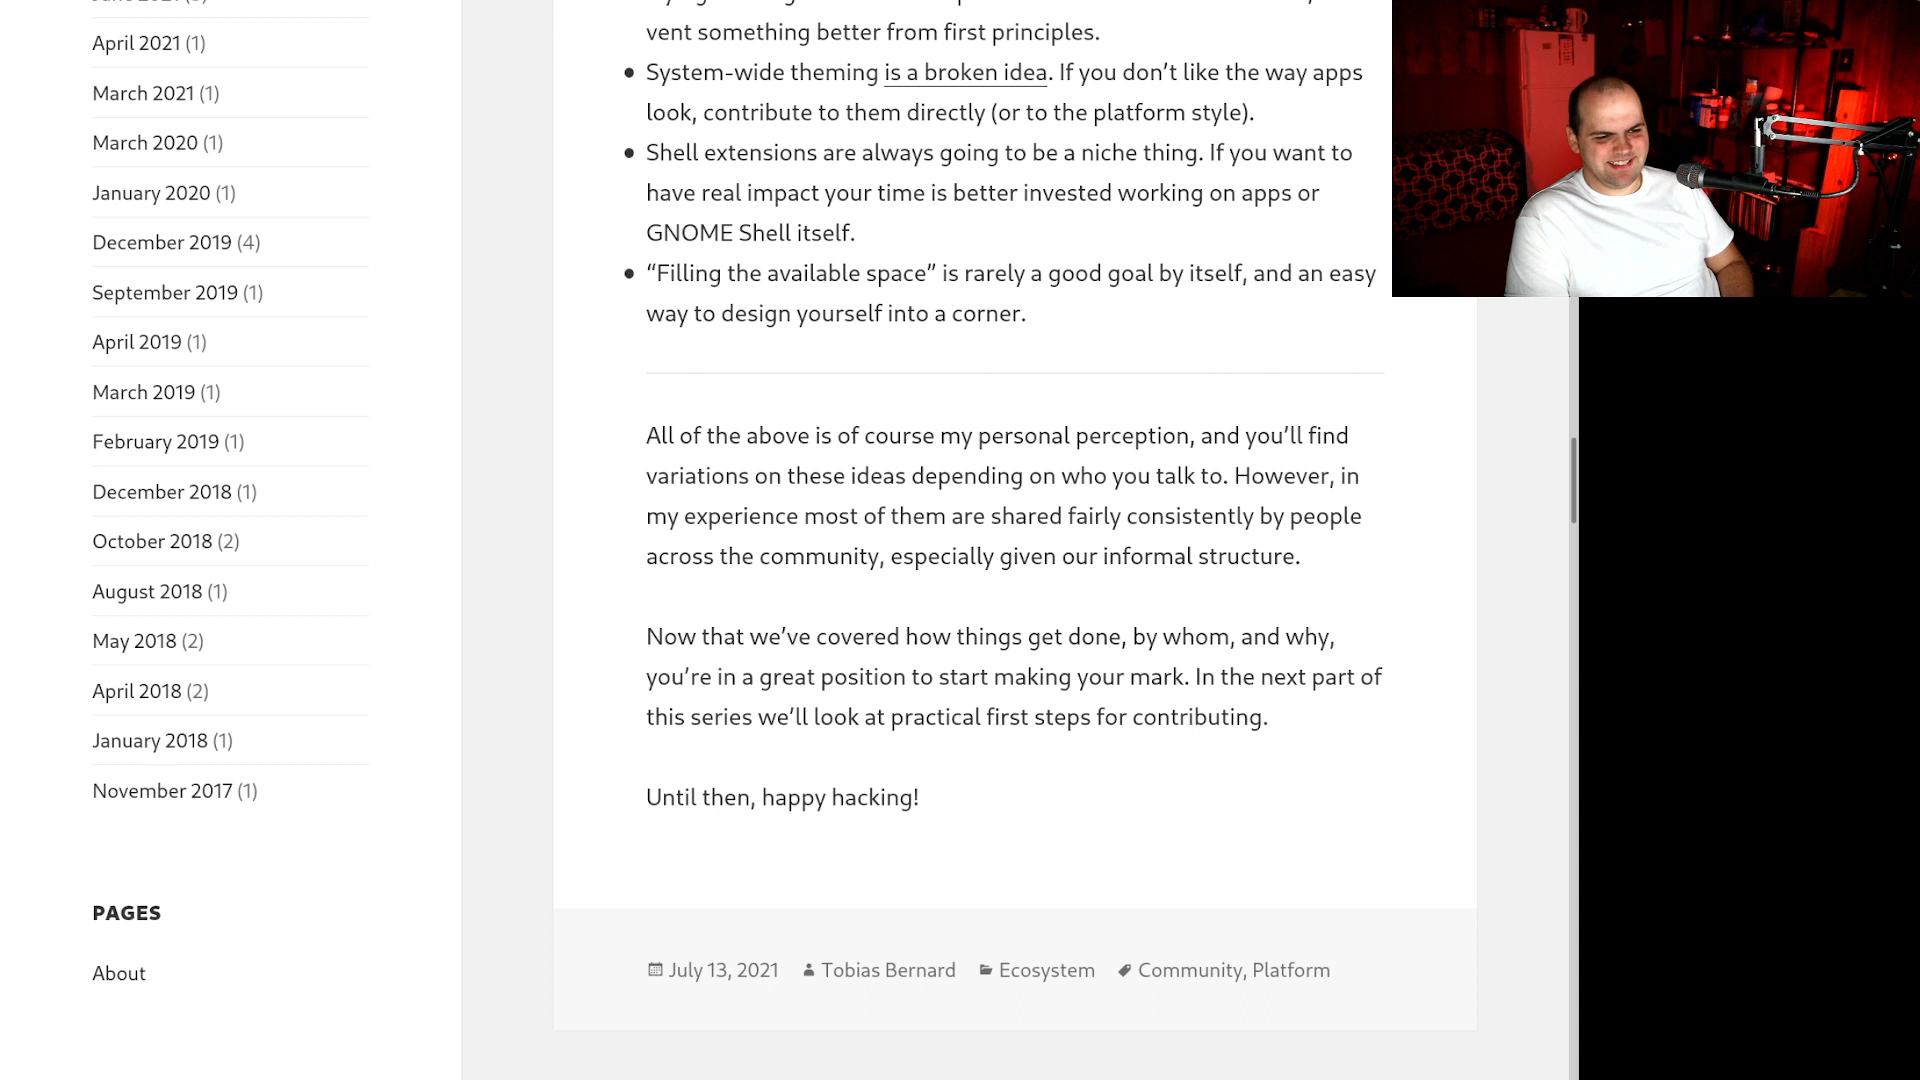 April 2021 (1)
March 2021 (1)
March 2020 (1)
January 2020 (1)
December 2019 (4)
September 2019 (1)
April 2019 (1)
March 2019 (1)
February 2019 (1)
December 2018 (1)
October 2018 (2)
August 2018 (1)
May 2018 (2)
April 2018 (2)
January 2018 (1)
November 2017 (1)
PAGES
About
vent something better from first principles.
System-wide theming is a broken idea. If you don’t like the way apps
look, contribute to them directly (or to the platform style).
Shell extensions are always going to be a niche thing. If you want to
have real impact your time is better invested working on apps or
GNOME Shell itself.
“Filling the available space” is rarely a good goal by itself, and an easy
way to design yourself into a corner.
All of the above is of course my personal perception, and you’ll find
variations on these ideas depending on who you talk to. However, in
my experience most of them are shared fairly consistently by people
across the community, especially given our informal structure.
Now that we’ve covered how things get done, by whom, and why,
you’re in a great position to start making your mark. In the next part of
this series we’ll look at practical first steps for contributing.
Until then, happy hacking!
July 13, 2021 Tobias Bernard Ecosystem Community, Platform